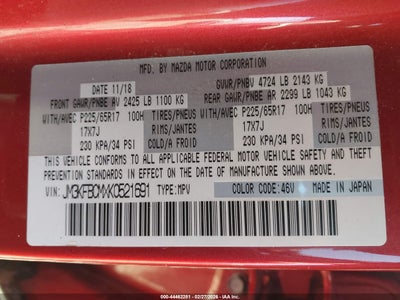 MFD. BY MAZDA MOTOR CORPORATION
DATE 11/18 GVWR/PNBV 4724 LB 2143 KG
FRONT GAWR/PNBE AV 2425 LB 1100 KG REAR GAWR/PNBE AR 2299 LB 1043 KG
WITH/AVEC P225/65R17 100H TIRES/PNEUS WITH/AVEC P225/65R17 100H TIRES/PNEUS
17X7J RIMS/JANTES 17X7J RIMS/JANTES
230 KPA/34 PSI COLD/A FROID 230 KPA/34 PSI COLD/A FROID
THIS VEHICLE CONFORMS TO ALL APPLICABLE FEDERAL MOTOR VEHICLE SAFETY AND THEFT
PREVENTION STANDARDS IN EFFECT ON THE DATE OF MANUFACTURE SHOWN ABOVE.
VIN: JM3KFBCMXK0521691 TYPE: MPV COLOR CODE: 46V MADE IN JAPAN
000-44462281 - 02/27/2026 - IAA Inc.